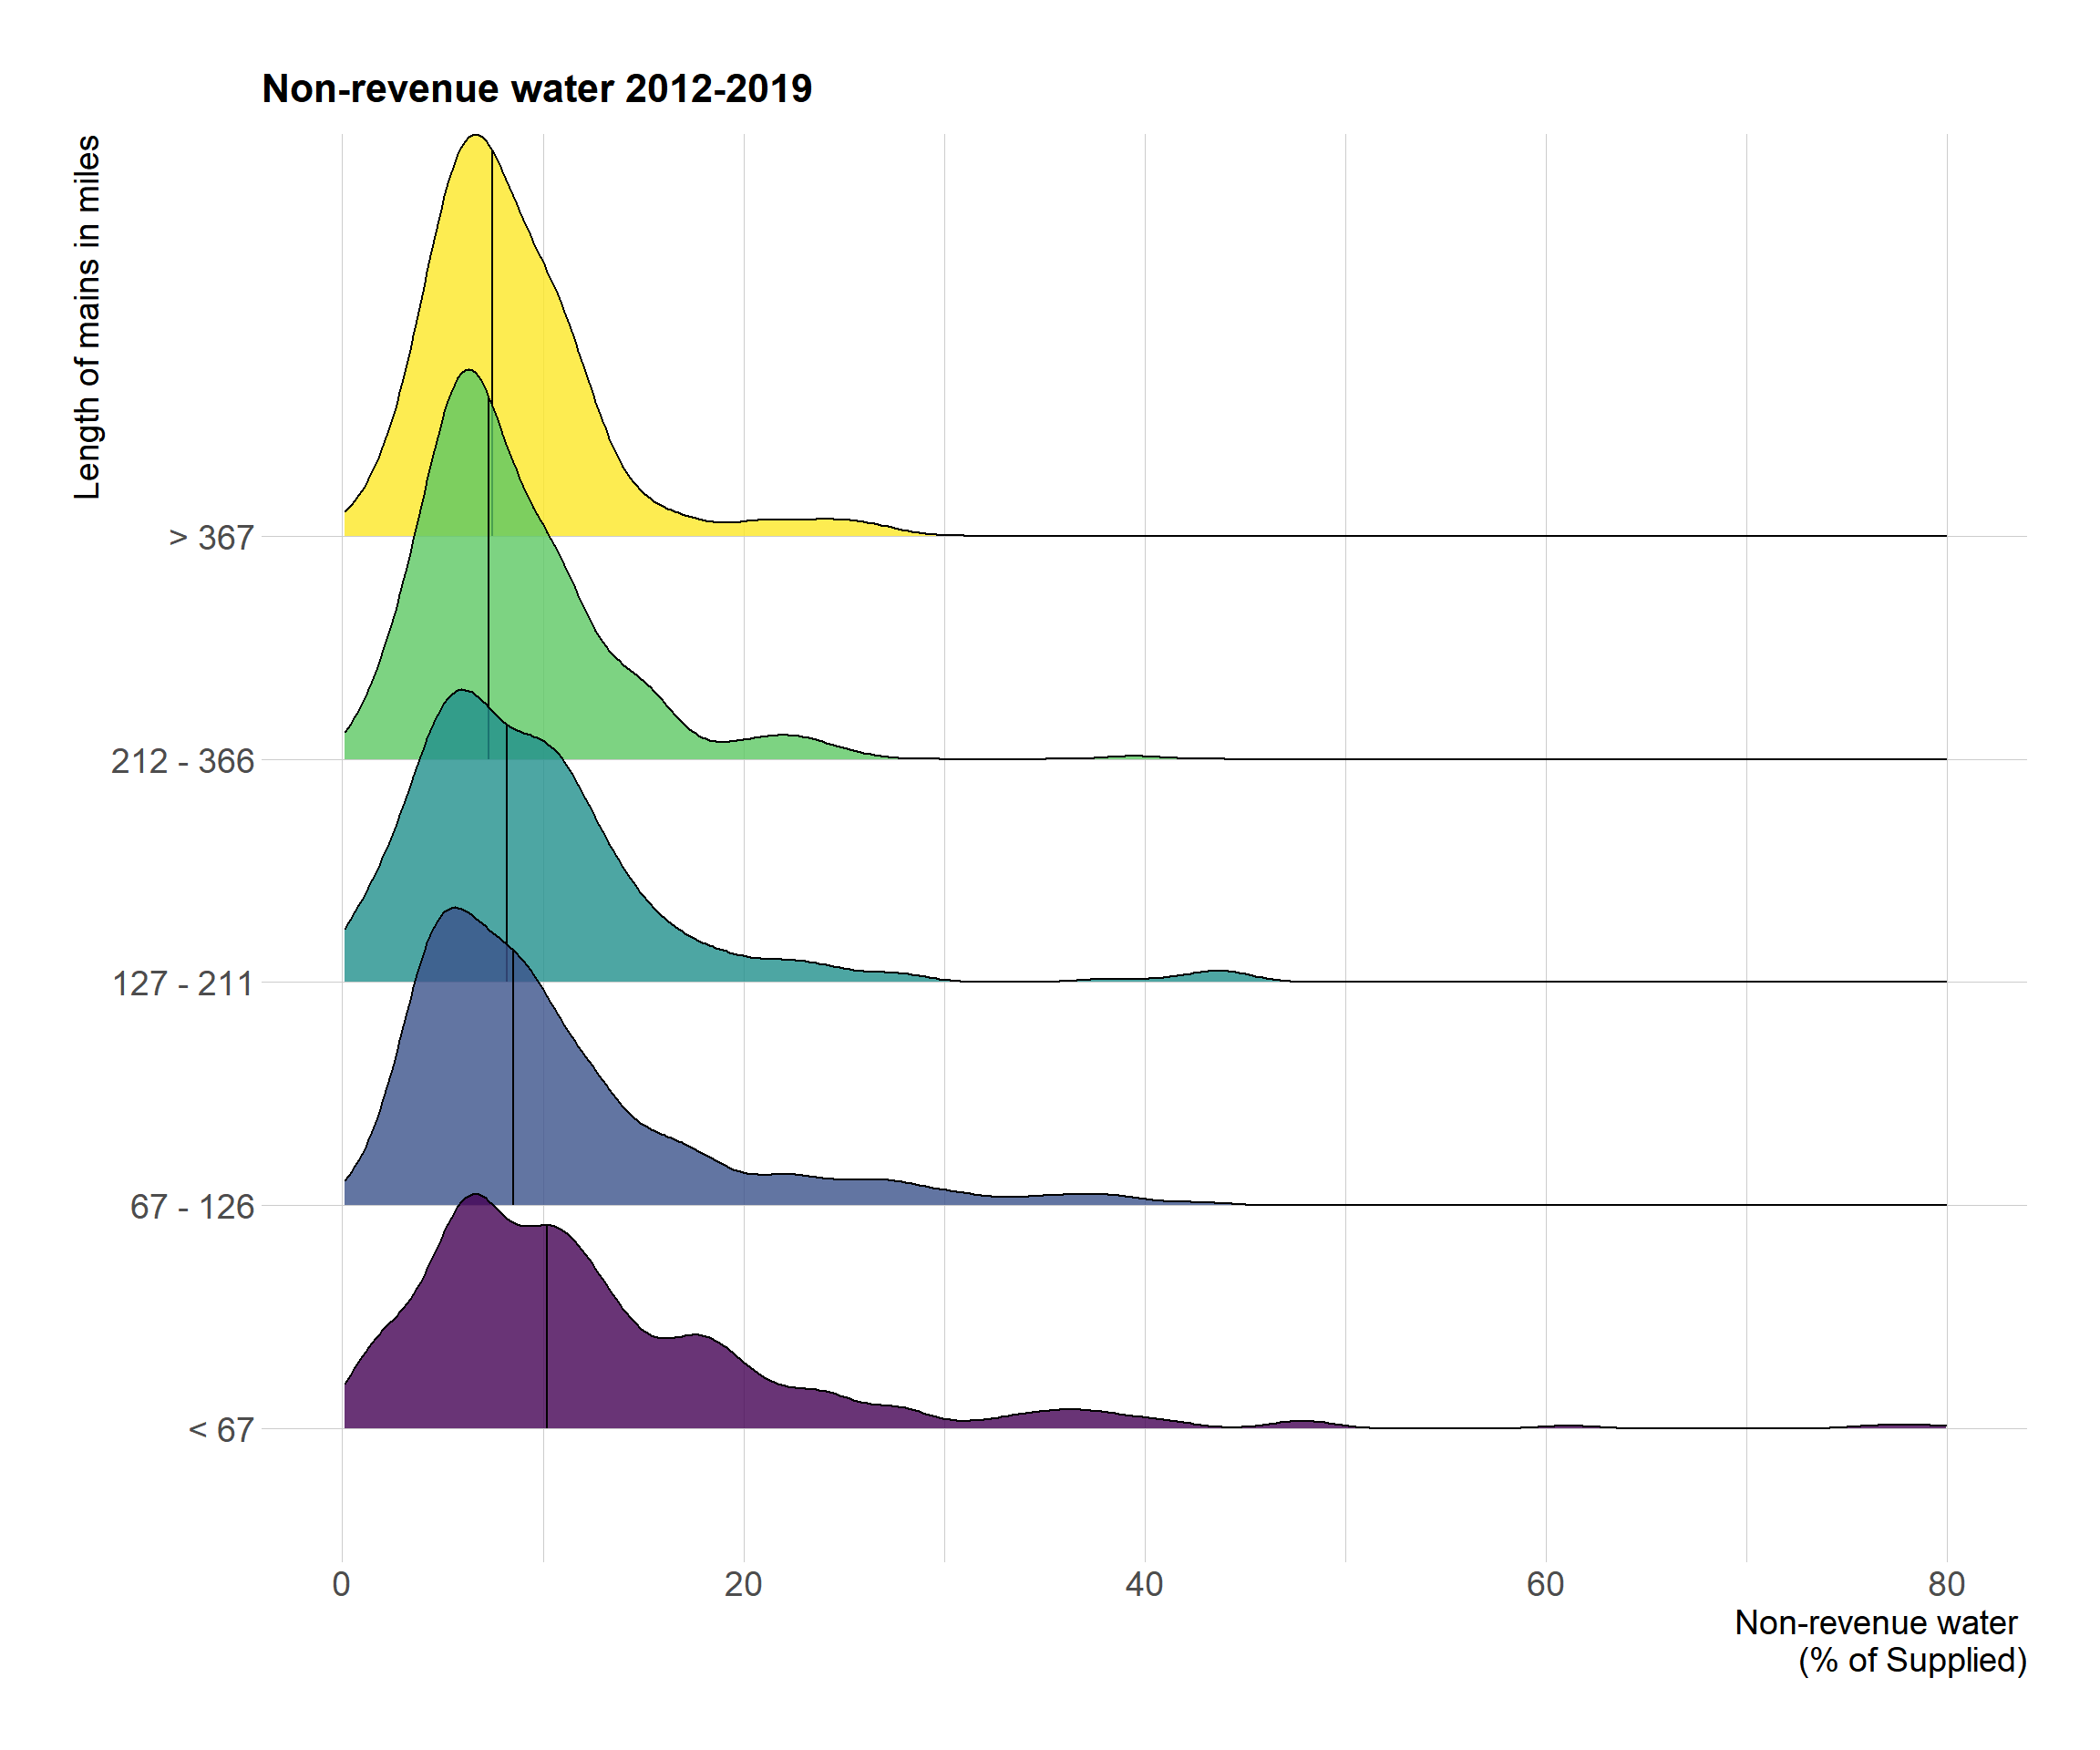 Non-revenue water 2012-2019
Length of mains in miles
> 367
212 - 366
127 - 211
67 - 126
< 67
0 20 40 60 80
Non-revenue water
(% of Supplied)